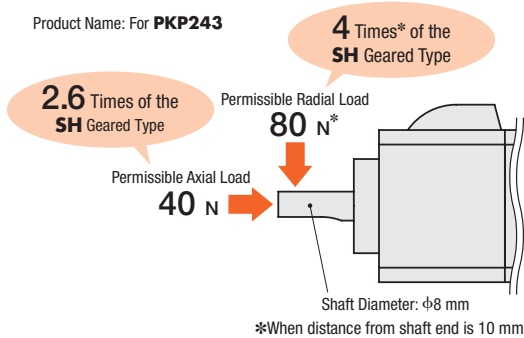 Product Name: For PKP243
4 Times* of the
SH Geared Type
2.6 Times of the
SH Geared Type
Permissible Radial Load
80 N*
Permissible Axial Load
40 N
Shaft Diameter: ϕ8 mm
*When distance from shaft end is 10 mm